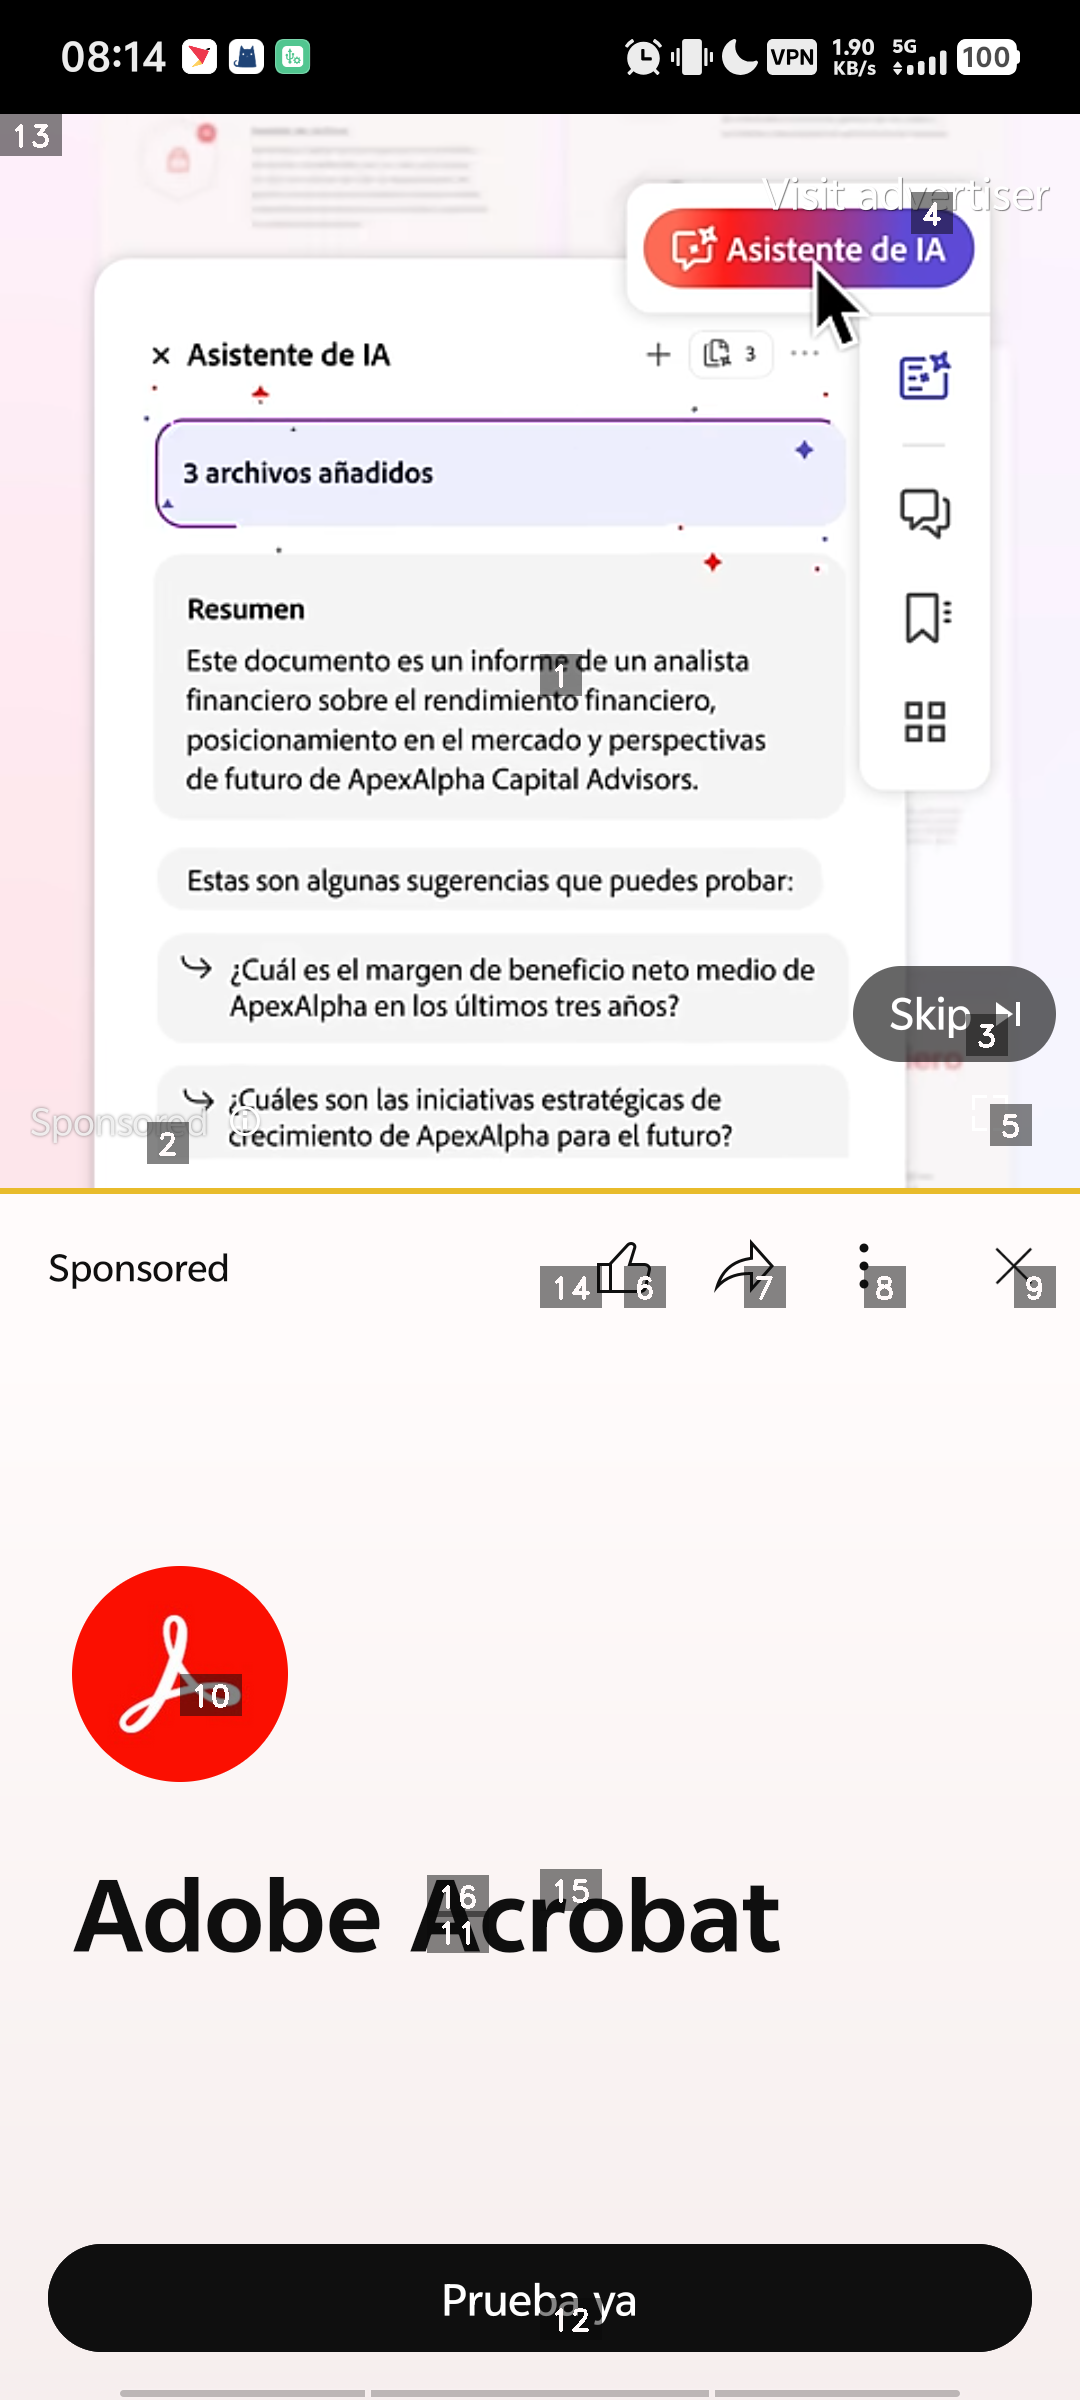 08:14
VPN
1.90 KB/s
5G
100
13
Visit advertiser
4
Asistente de IA
Asistente de IA
3
3 archivos añadidos
Resumen
Este documento es un informe de un analista
1
financiero sobre el rendimiento financiero,
posicionamiento en el mercado y perspectivas
de futuro de ApexAlpha Capital Advisors.
Estas son algunas sugerencias que puedes probar:
¿Cuál es el margen de beneficio neto medio de
ApexAlpha en los últimos tres años?
Skip
3
¿Cuáles son las iniciativas estratégicas de
crecimiento de ApexAlpha para el futuro?
Sponsored
2
5
Sponsored
14
6
7
8
9
10
Adobe Acrobat
16
15
11
Prueba ya
12